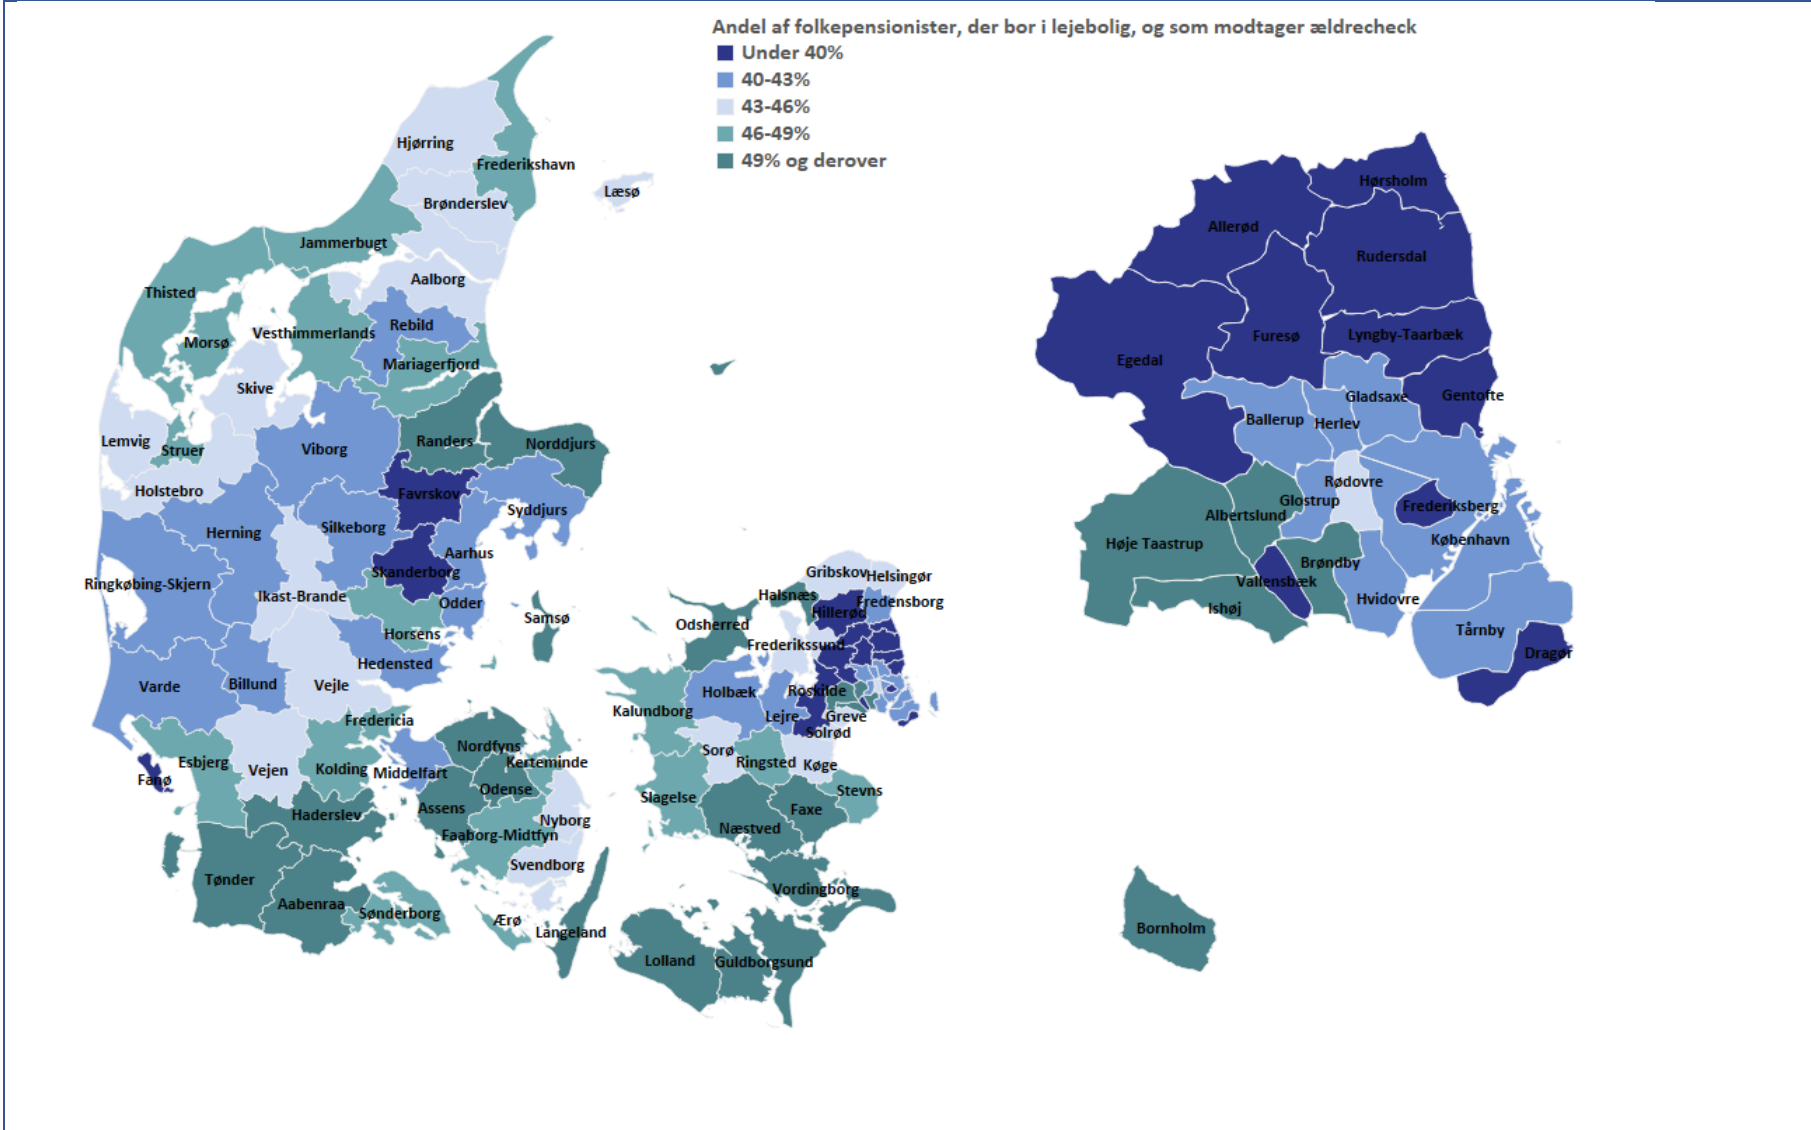 Andel af folkepensionister, der bor i lejebolig, og som modtager ældrecheck
Under 40%
40-43%
43-46%
46-49%
49% og derover
Hjørring
Frederikshavn
Læsø
Brønderslev
Jammerbugt
Aalborg
Thisted
Rebild
Vesthimmerlands
Morsø
Mariagerfjord
Skive
Lemvig
Struer
Viborg
Randers
Norddjurs
Holstebro
Favrskov
Syddjurs
Herning
Silkeborg
Aarhus
Skanderborg
Ringkøbing-Skjern
Ikast-Brande
Odder
Samsø
Horsens
Hedensted
Varde
Billund
Vejle
Fredericia
Esbjerg
Vejen
Kolding
Fanø
Middelfart
Nordfyns
Kerteminde
Odense
Assens
Haderslev
Nyborg
Faaborg-Midtfyn
Svendborg
Tønder
Aabenraa
Sønderborg
Ærø
Langeland
Gribskov
Helsingør
Halsnæs
Fredensborg
Hillerød
Odsherred
Frederikssund
Holbæk
Roskilde
Kalundborg
Lejre
Greve
Solrød
Sorø
Ringsted
Køge
Slagelse
Stevns
Faxe
Næstved
Vordingborg
Lolland
Guldborgsund
Hørsholm
Allerød
Rudersdal
Furesø
Lyngby-Taarbæk
Egedal
Gladsaxe
Gentofte
Ballerup
Herlev
Rødovre
Glostrup
Frederiksberg
Albertslund
København
Høje Taastrup
Brøndby
Vallensbæk
Hvidovre
Ishøj
Tårnby
Dragør
Bornholm